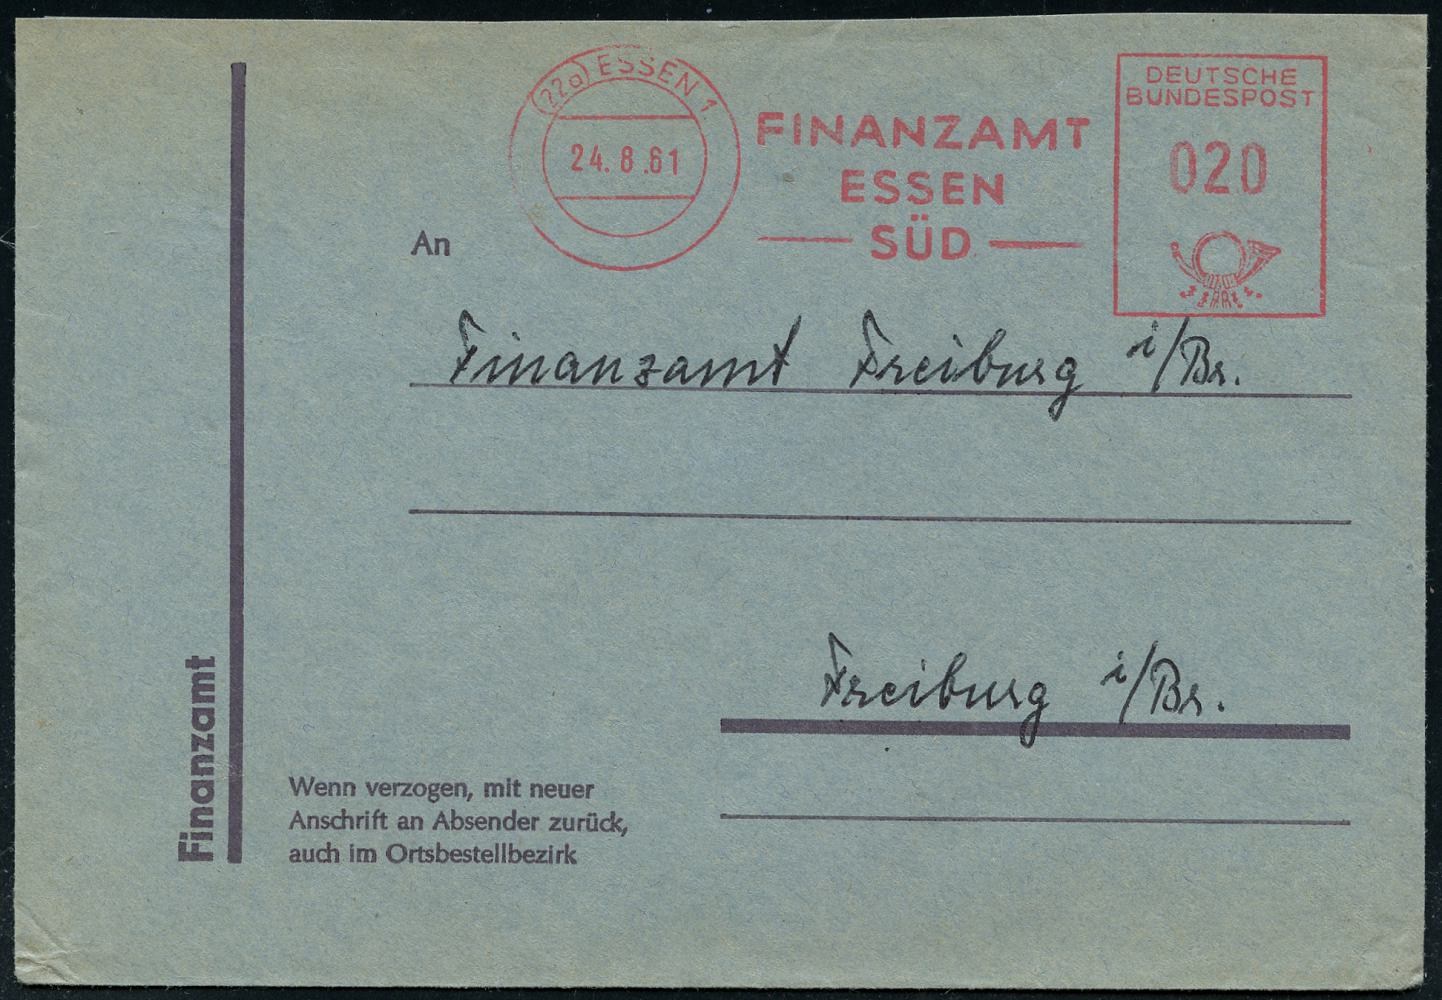 (22a) ESSEN 1
24.8.61
FINANZAMT
ESSEN
SÜD
DEUTSCHE
BUNDESPOST
020
An
Finanzamt Freiburg i/Br.
Freiburg i/Br.
Finanzamt
Wenn verzogen, mit neuer
Anschrift an Absender zurück,
auch im Ortsbestellbezirk